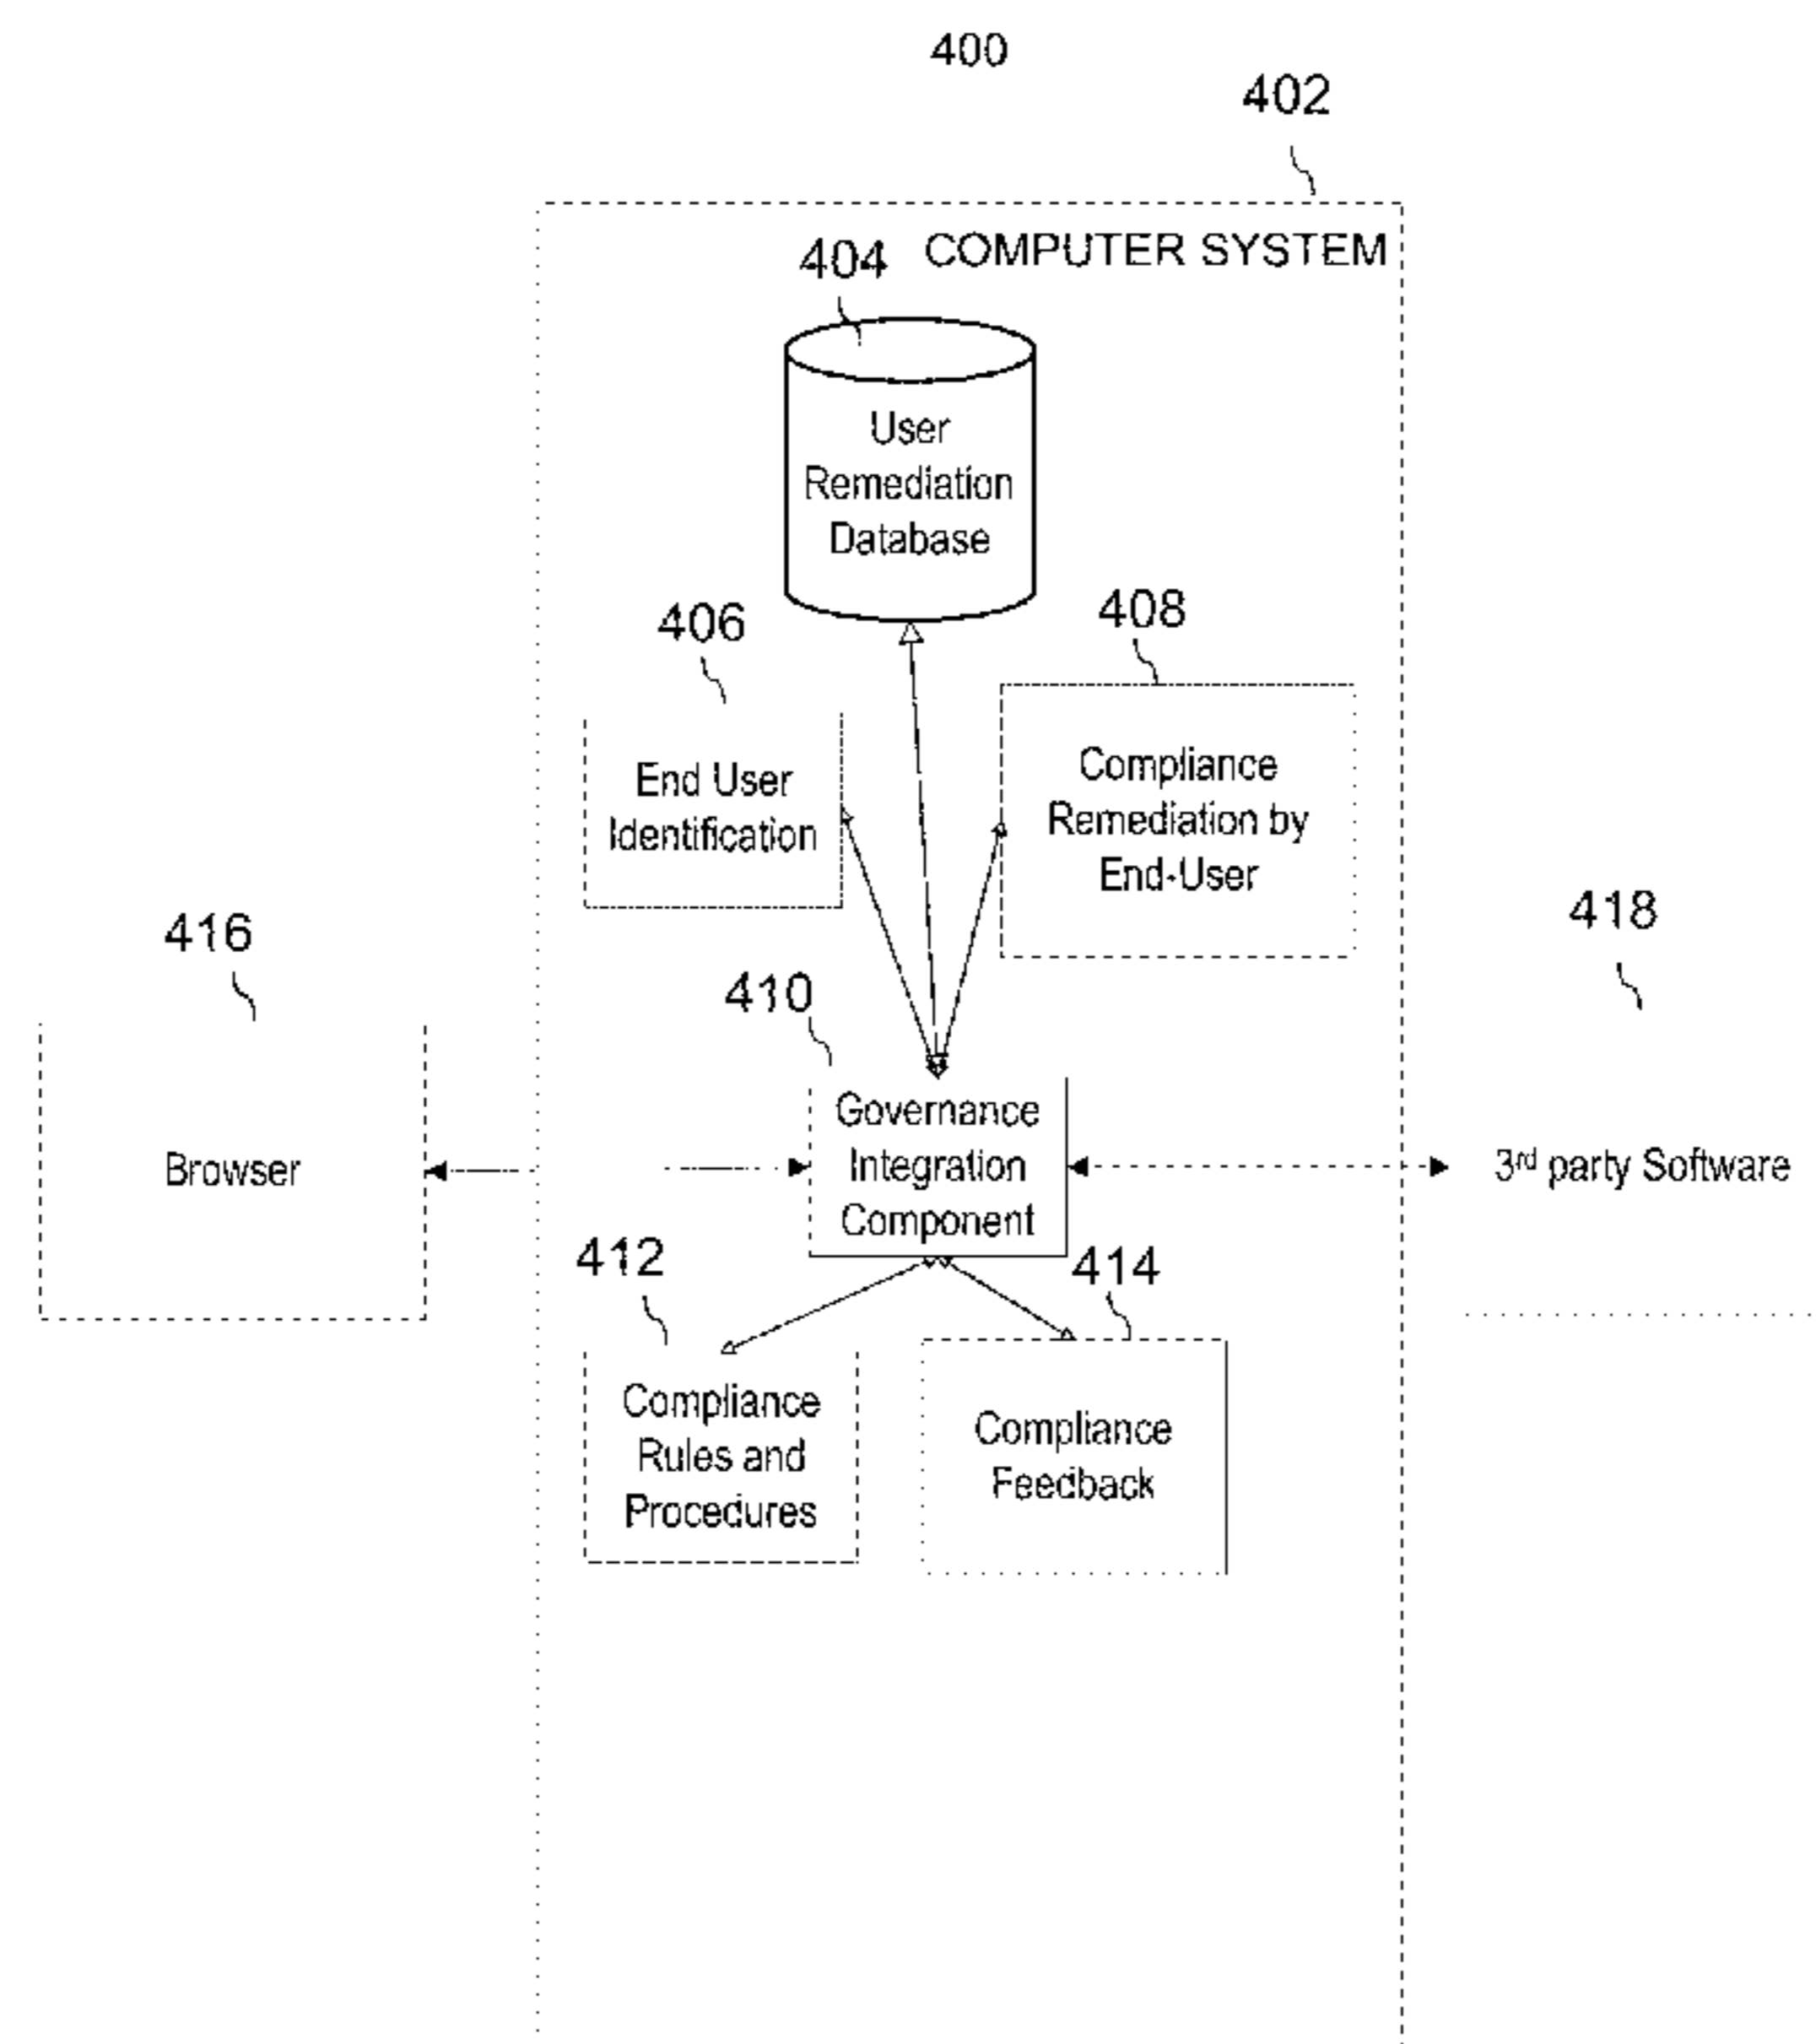 400
402
COMPUTER SYSTEM
404
User
Remediation
Database
406
408
End User
Identification
Compliance
Remediation by
End-User
416
418
410
Browser
Governance
Integration
Component
3rd party Software
412
414
Compliance
Rules and
Procedures
Compliance
Feedback